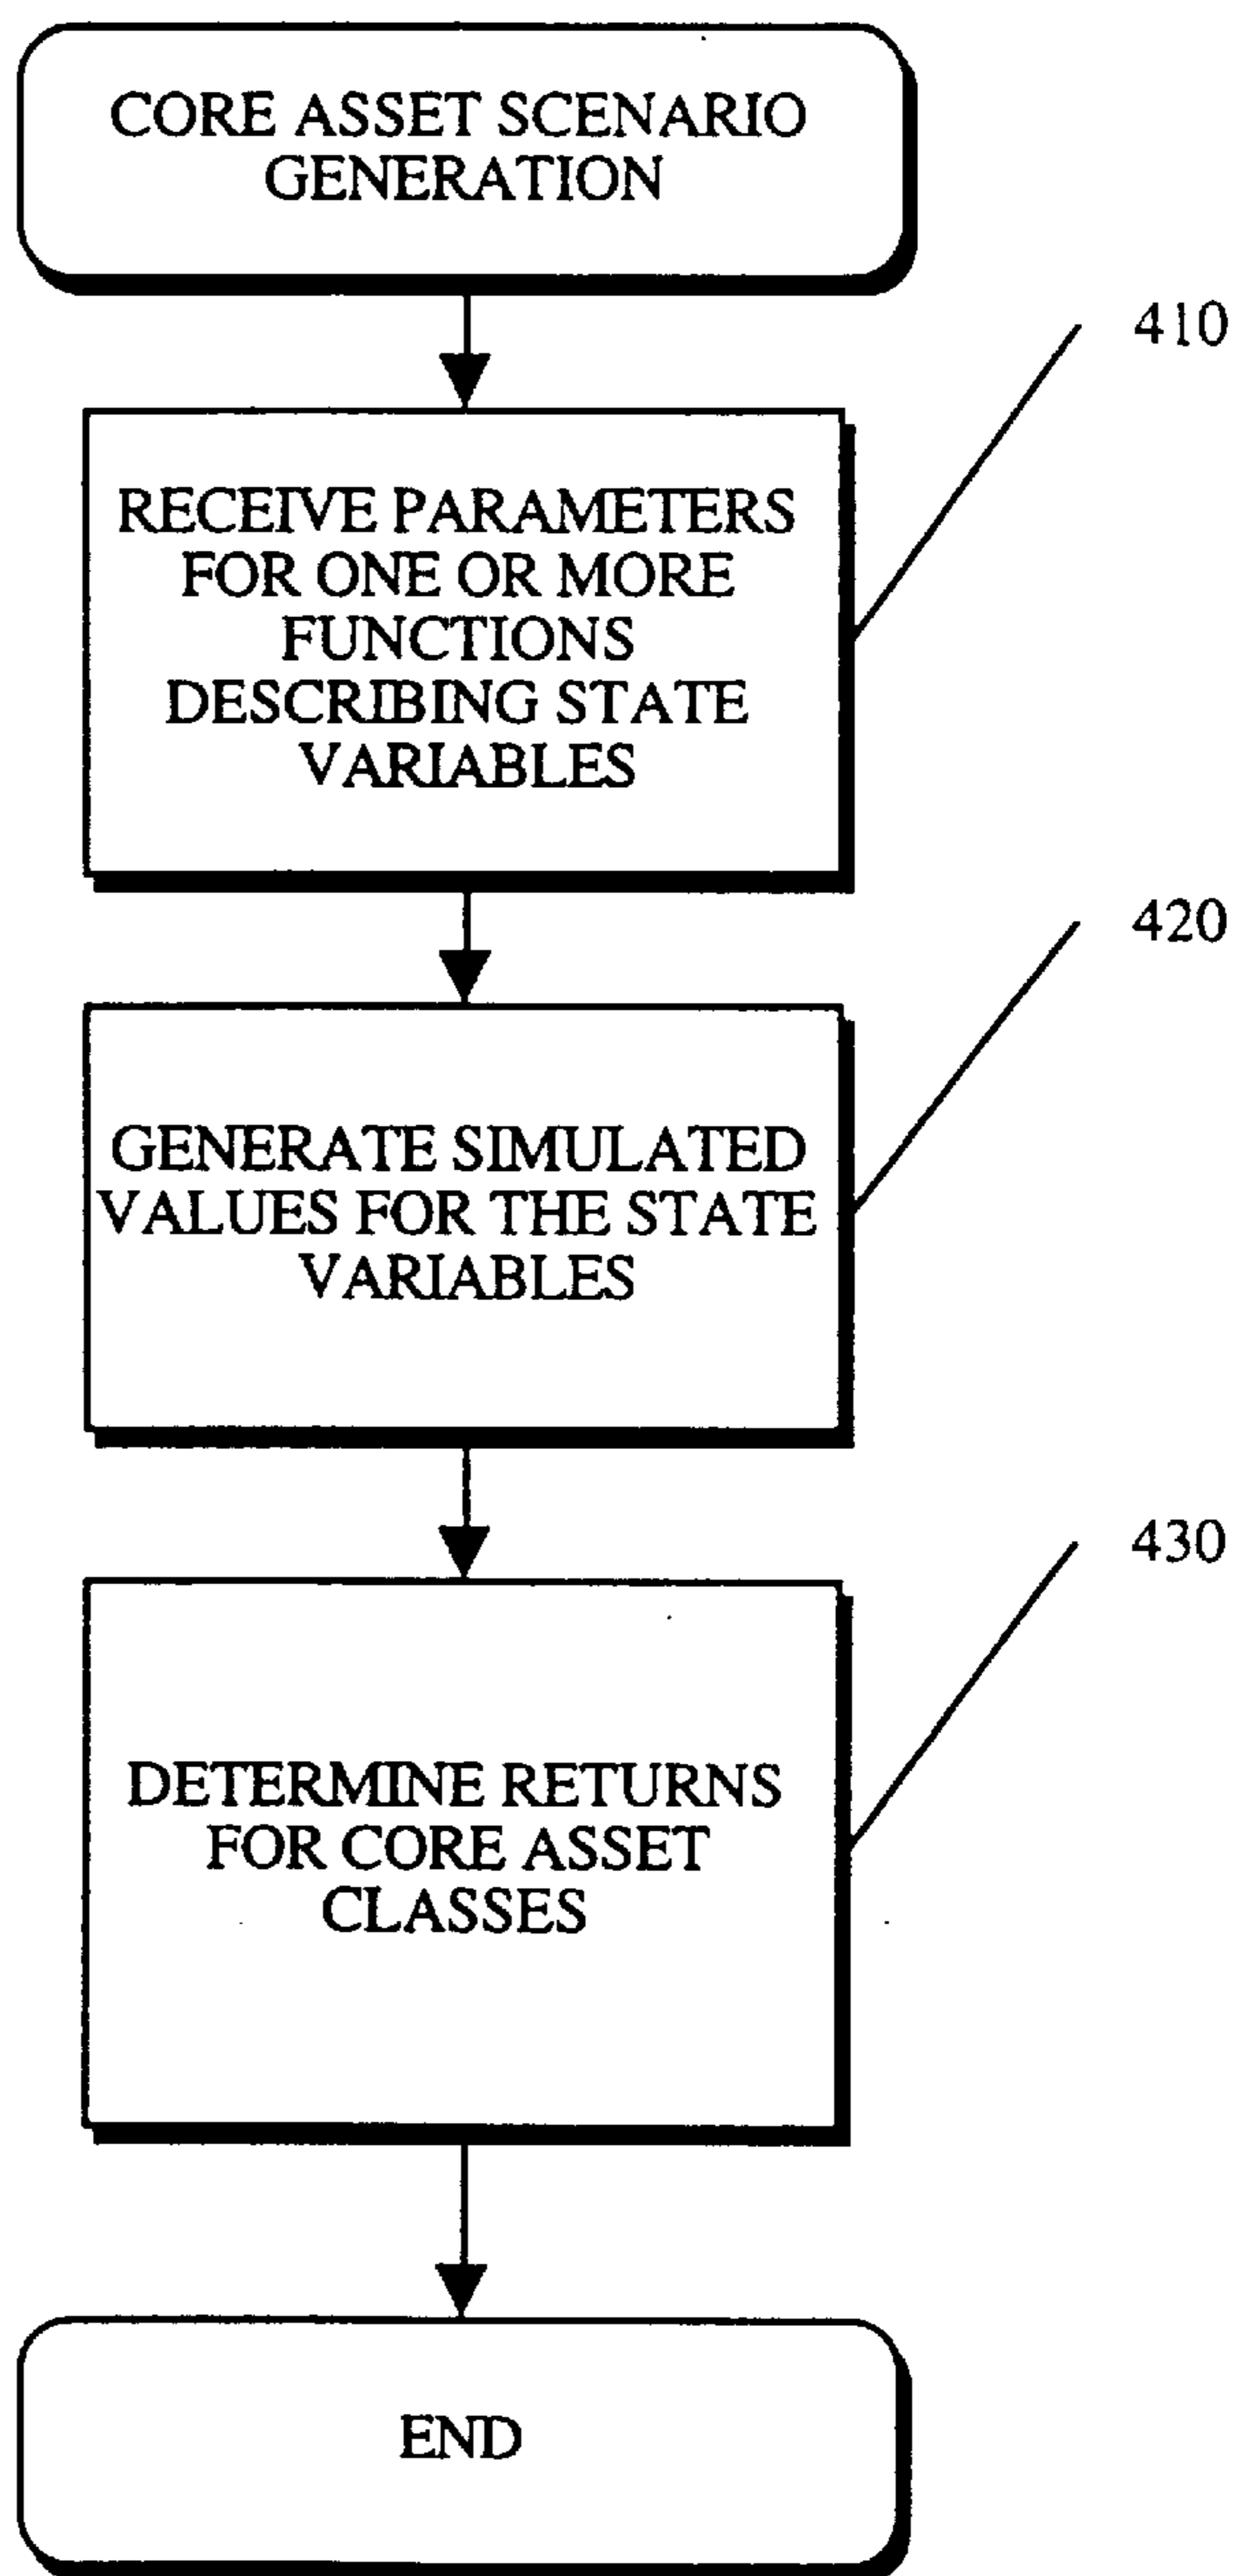 CORE ASSET SCENARIO
GENERATION
410
RECEIVE PARAMETERS
FOR ONE OR MORE
FUNCTIONS
DESCRIBING STATE
VARIABLES
420
GENERATE SIMULATED
VALUES FOR THE STATE
VARIABLES
430
DETERMINE RETURNS
FOR CORE ASSET
CLASSES
END